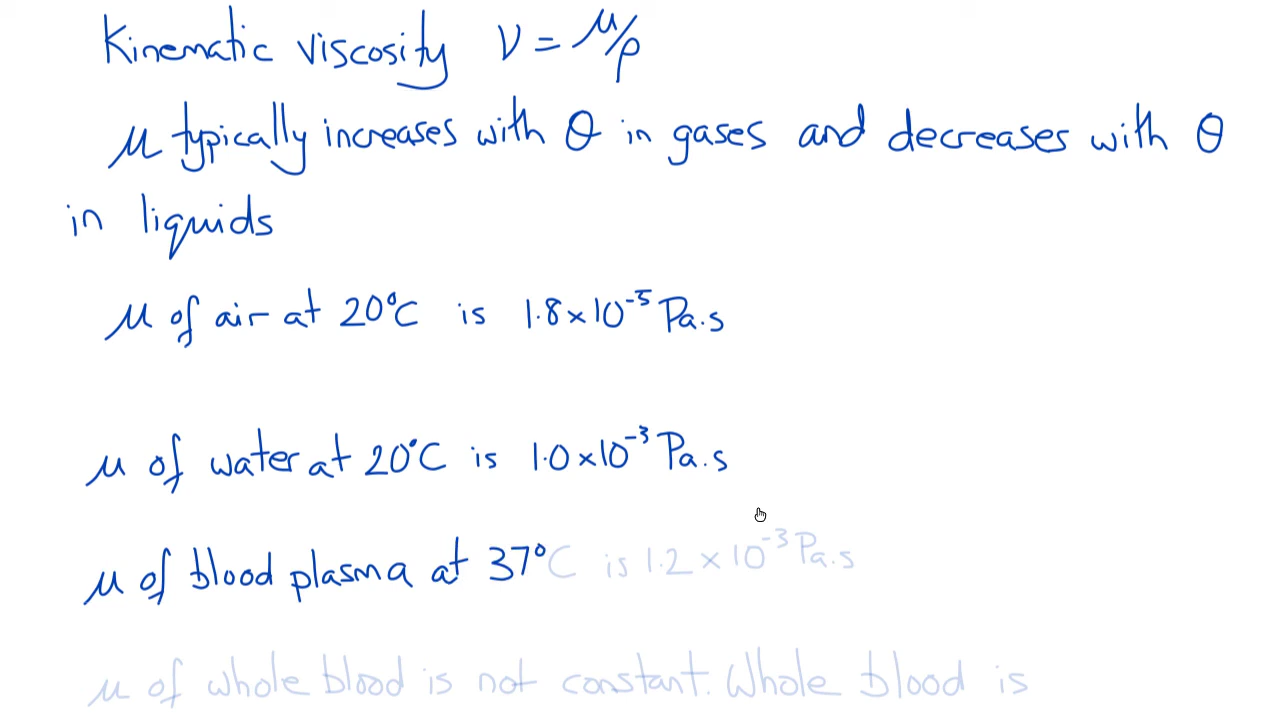 Kinematic viscosity ν = μ/ρ
μ typically increases with θ in gases and decreases with θ
in liquids
μ of air at 20°C is 1.8×10⁻⁵ Pa.s
μ of water at 20°C is 1.0×10⁻³ Pa.s
μ of blood plasma at 37°C is 1.2×10⁻³ Pa.s
μ of whole blood is not constant. Whole blood is